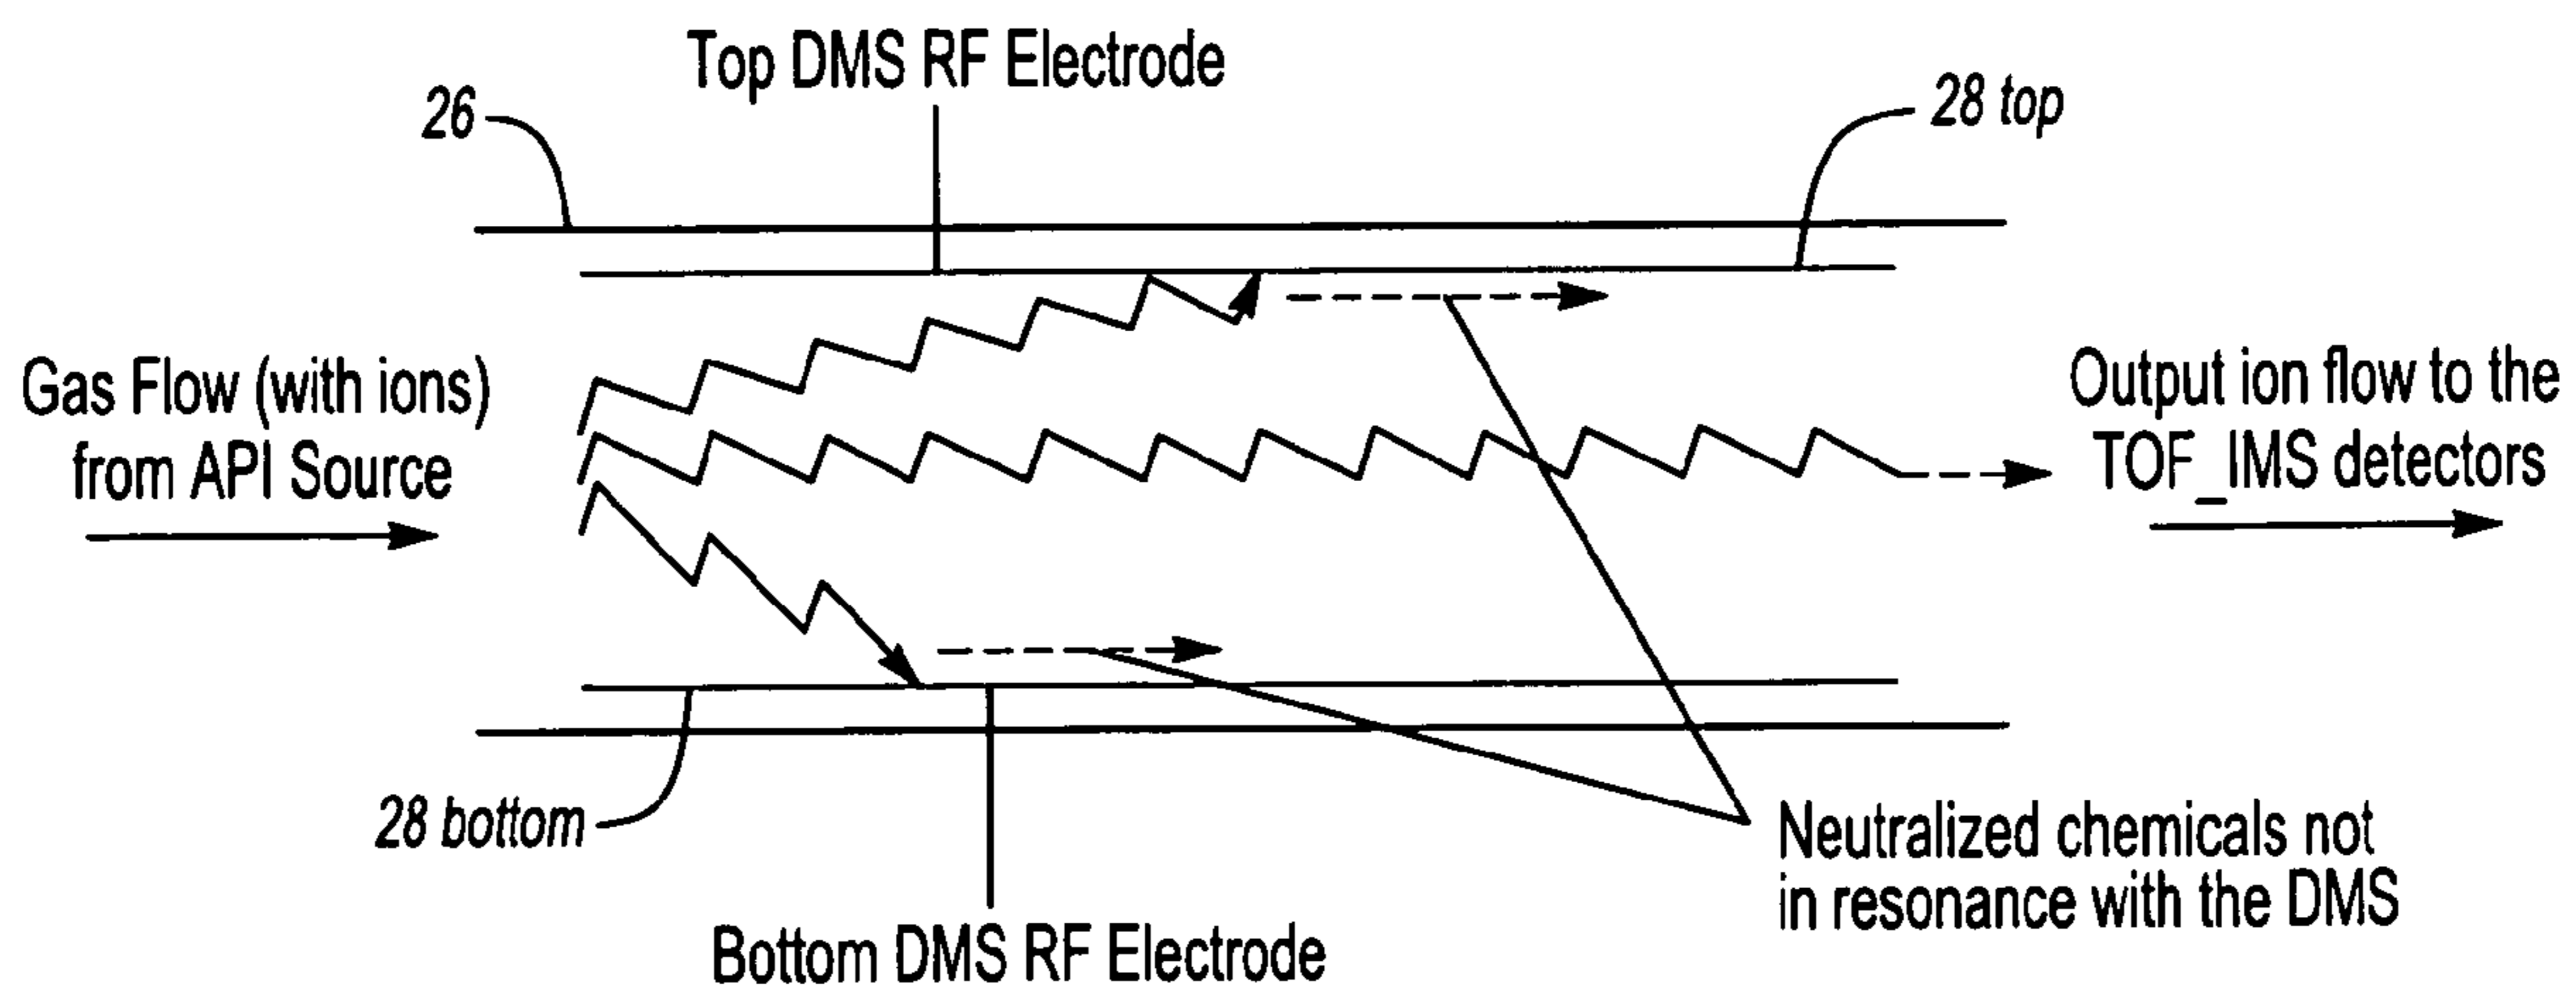 Top DMS RF Electrode
26
28 top
Gas Flow (with ions)
from API Source
Output ion flow to the
TOF_IMS detectors
28 bottom
Neutralized chemicals not
in resonance with the DMS
Bottom DMS RF Electrode